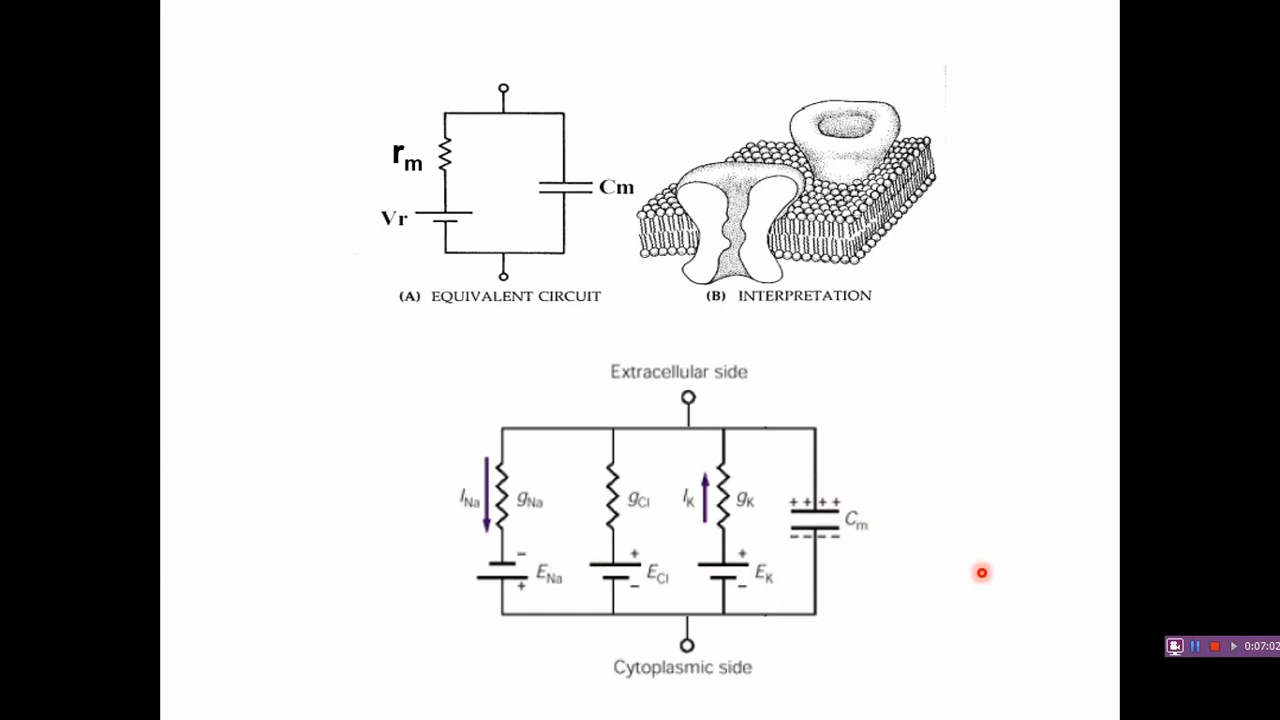 rm
Cm
Vr
(A) EQUIVALENT CIRCUIT
(B) INTERPRETATION
Extracellular side
INa
gNa
gCl
IK
gK
+ + + +
Cm
− − − −
−
ENa
+
+
ECl
−
+
EK
−
Cytoplasmic side
0:07:02